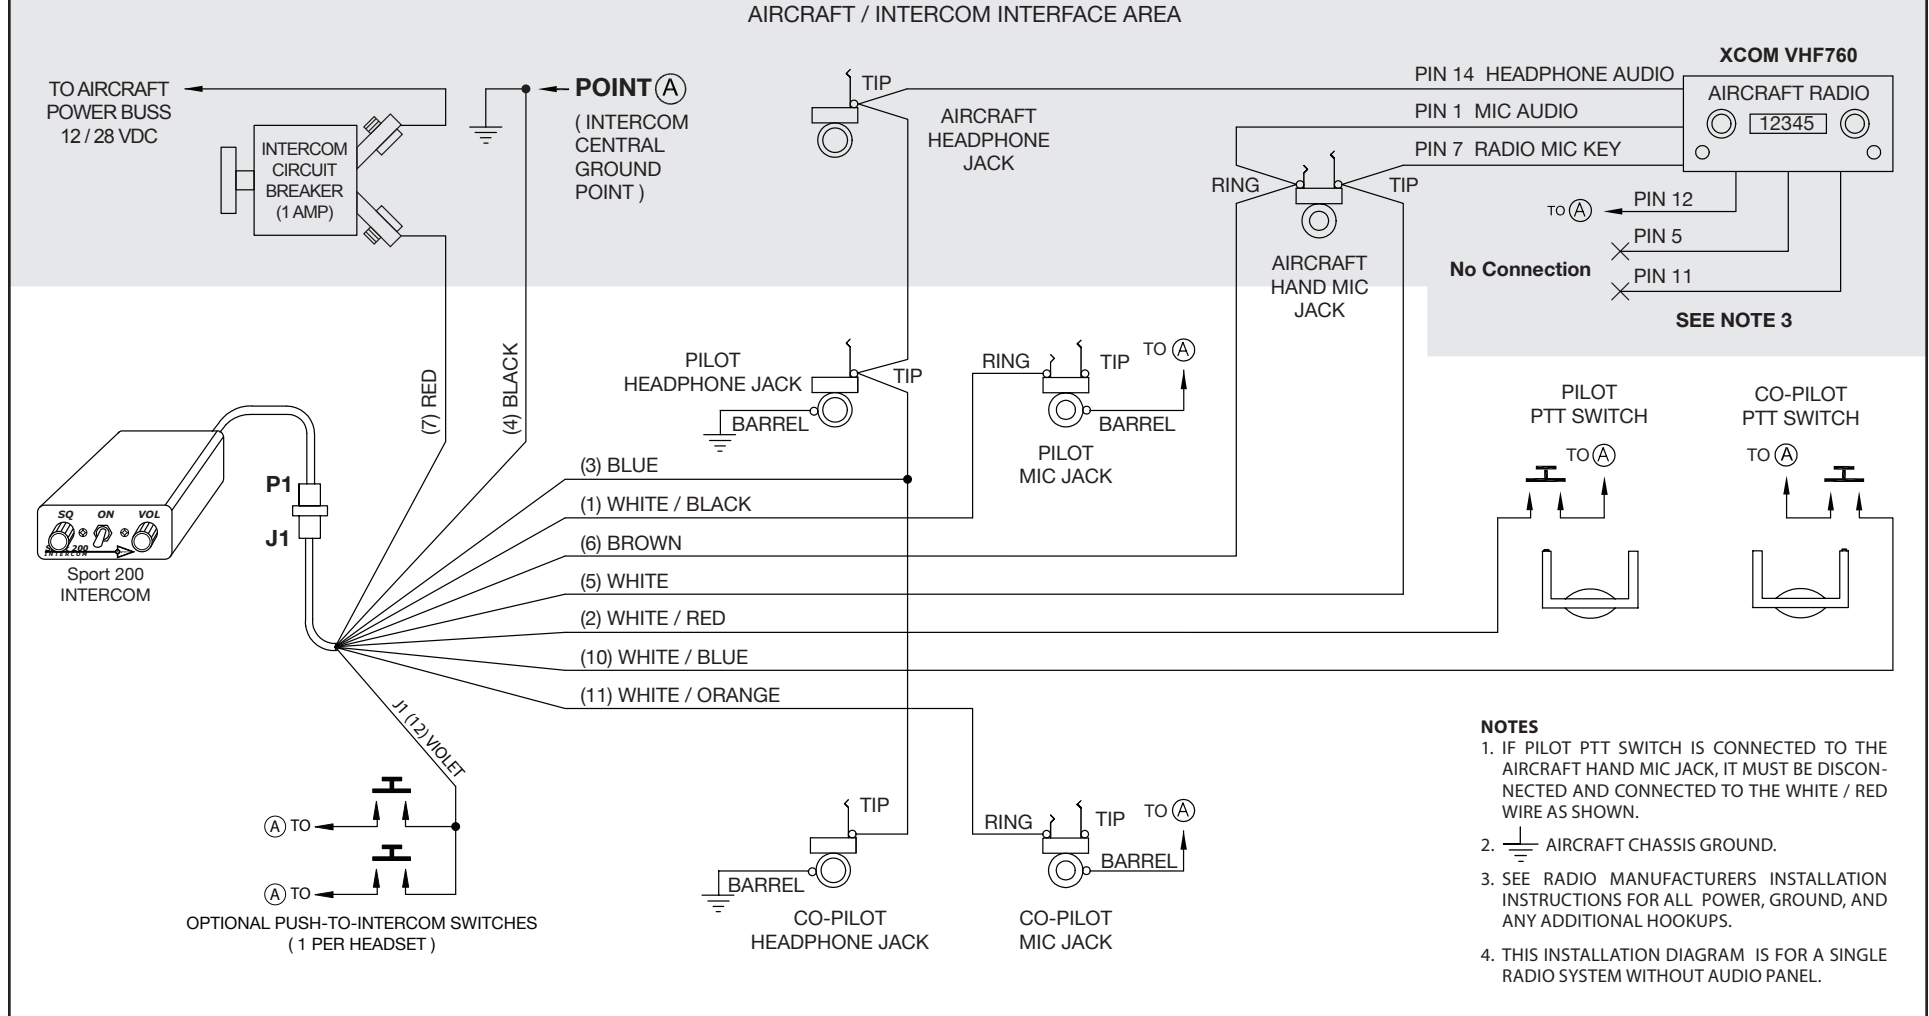 AIRCRAFT / INTERCOM INTERFACE AREA
TO AIRCRAFT
POWER BUSS
12 / 28 VDC
INTERCOM
CIRCUIT
BREAKER
(1 AMP)
POINT A
( INTERCOM
CENTRAL
GROUND
POINT )
TIP
AIRCRAFT
HEADPHONE
JACK
PIN 14 HEADPHONE AUDIO
PIN 1 MIC AUDIO
PIN 7 RADIO MIC KEY
XCOM VHF760
AIRCRAFT RADIO
12345
RING
TIP
AIRCRAFT
HAND MIC
JACK
TO A
PIN 12
PIN 5
No Connection
PIN 11
SEE NOTE 3
(7) RED
(4) BLACK
PILOT
HEADPHONE JACK
TIP
BARREL
RING
TIP
TO A
BARREL
PILOT
MIC JACK
PILOT
PTT SWITCH
TO A
CO-PILOT
PTT SWITCH
TO A
P1
J1
SQ
ON
VOL
INTERCOM
Sport 200
INTERCOM
(3) BLUE
(1) WHITE / BLACK
(6) BROWN
(5) WHITE
(2) WHITE / RED
(10) WHITE / BLUE
(11) WHITE / ORANGE
J1 (12) VIOLET
A TO
A TO
OPTIONAL PUSH-TO-INTERCOM SWITCHES
( 1 PER HEADSET )
TIP
BARREL
CO-PILOT
HEADPHONE JACK
RING
TIP
TO A
BARREL
CO-PILOT
MIC JACK
NOTES
1. IF PILOT PTT SWITCH IS CONNECTED TO THE
AIRCRAFT HAND MIC JACK, IT MUST BE DISCON-
NECTED AND CONNECTED TO THE WHITE / RED
WIRE AS SHOWN.
2. AIRCRAFT CHASSIS GROUND.
3. SEE RADIO MANUFACTURERS INSTALLATION
INSTRUCTIONS FOR ALL POWER, GROUND, AND
ANY ADDITIONAL HOOKUPS.
4. THIS INSTALLATION DIAGRAM IS FOR A SINGLE
RADIO SYSTEM WITHOUT AUDIO PANEL.